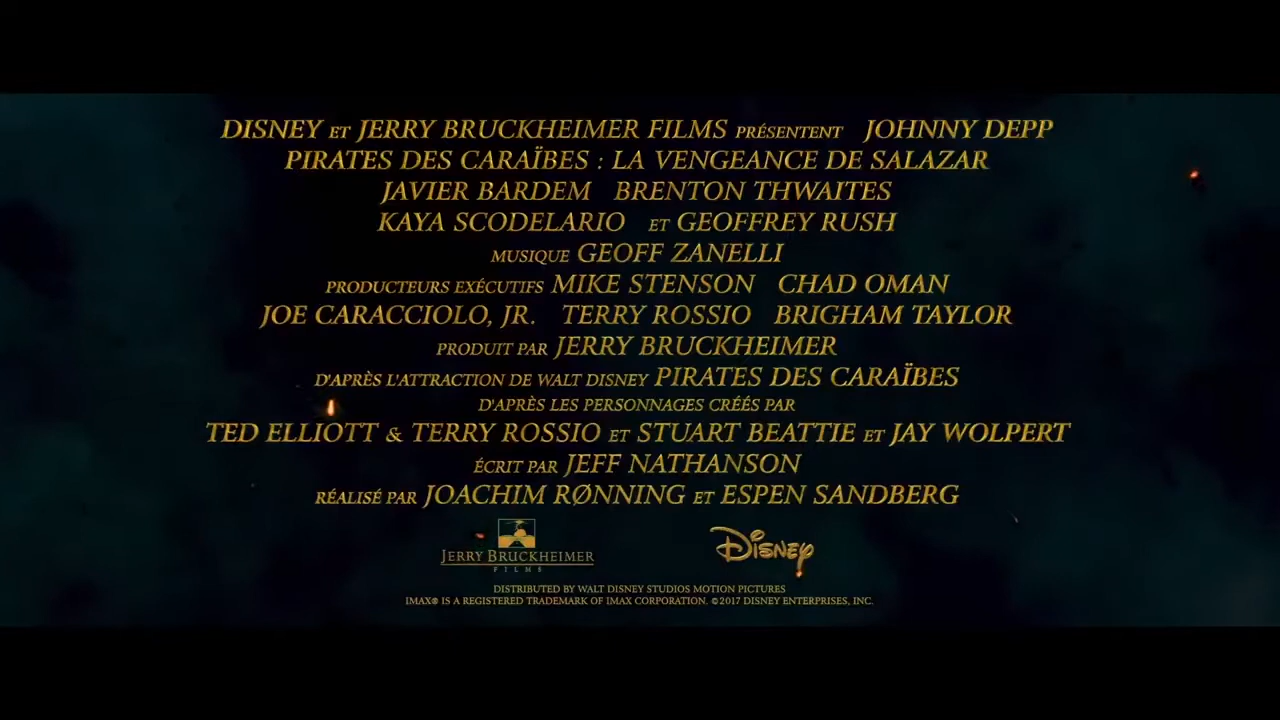 DISNEY ET JERRY BRUCKHEIMER FILMS PRÉSENTENT JOHNNY DEPP
PIRATES DES CARAÏBES : LA VENGEANCE DE SALAZAR
JAVIER BARDEM BRENTON THWAITES
KAYA SCODELARIO ET GEOFFREY RUSH
MUSIQUE GEOFF ZANELLI
PRODUCTEURS EXÉCUTIFS MIKE STENSON CHAD OMAN
JOE CARACCIOLO, JR. TERRY ROSSIO BRIGHAM TAYLOR
PRODUIT PAR JERRY BRUCKHEIMER
D'APRÈS L'ATTRACTION DE WALT DISNEY PIRATES DES CARAÏBES
D'APRÈS LES PERSONNAGES CRÉÉS PAR
TED ELLIOTT & TERRY ROSSIO ET STUART BEATTIE ET JAY WOLPERT
ÉCRIT PAR JEFF NATHANSON
RÉALISÉ PAR JOACHIM RØNNING ET ESPEN SANDBERG
JERRY BRUCKHEIMER
FILMS
Disney
DISTRIBUTED BY WALT DISNEY STUDIOS MOTION PICTURES
IMAX® IS A REGISTERED TRADEMARK OF IMAX CORPORATION. ©2017 DISNEY ENTERPRISES, INC.